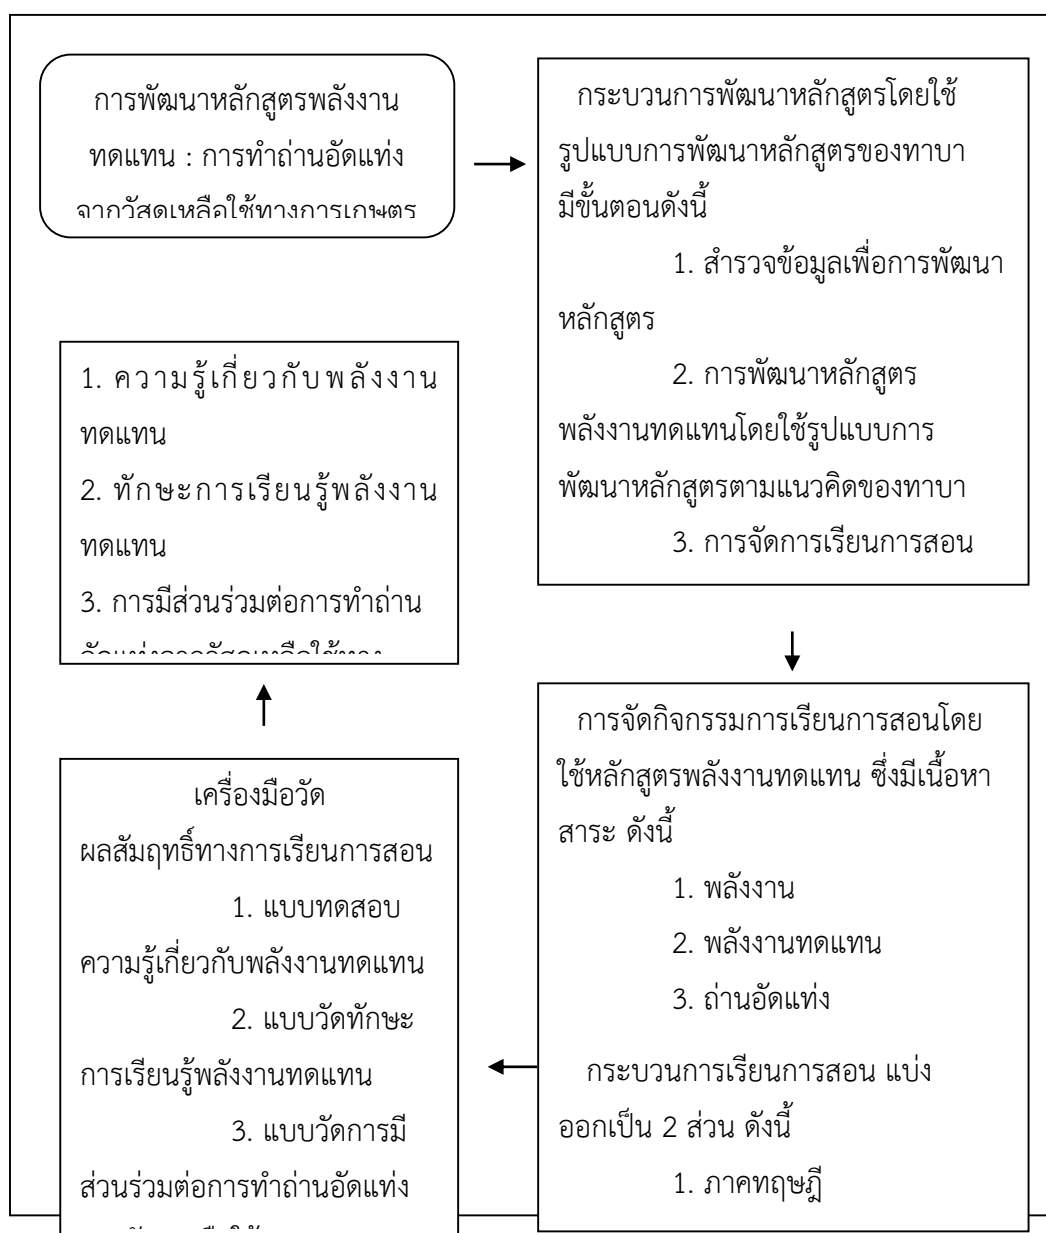 การพัฒนาหลักสูตรพลังงาน
ทดแทน : การทำถ่านอัดแท่ง
จากวัสดุเหลือใช้ทางการเกษตร
กระบวนการพัฒนาหลักสูตรโดยใช้
รูปแบบการพัฒนาหลักสูตรของทาบา
มีขั้นตอนดังนี้
1. สำรวจข้อมูลเพื่อการพัฒนา
หลักสูตร
2. การพัฒนาหลักสูตร
พลังงานทดแทนโดยใช้รูปแบบการ
พัฒนาหลักสูตรตามแนวคิดของทาบา
3. การจัดการเรียนการสอน
การจัดกิจกรรมการเรียนการสอนโดย
ใช้หลักสูตรพลังงานทดแทน ซึ่งมีเนื้อหา
สาระ ดังนี้
1. พลังงาน
2. พลังงานทดแทน
3. ถ่านอัดแท่ง
กระบวนการเรียนการสอน แบ่ง
ออกเป็น 2 ส่วน ดังนี้
1. ภาคทฤษฎี
เครื่องมือวัด
ผลสัมฤทธิ์ทางการเรียนการสอน
1. แบบทดสอบ
ความรู้เกี่ยวกับพลังงานทดแทน
2. แบบวัดทักษะ
การเรียนรู้พลังงานทดแทน
3. แบบวัดการมี
ส่วนร่วมต่อการทำถ่านอัดแท่ง
1. ความรู้เกี่ยวกับพลังงาน
ทดแทน
2. ทักษะการเรียนรู้พลังงาน
ทดแทน
3. การมีส่วนร่วมต่อการทำถ่าน
อัดแท่งจากวัสดุเหลือใช้ทาง